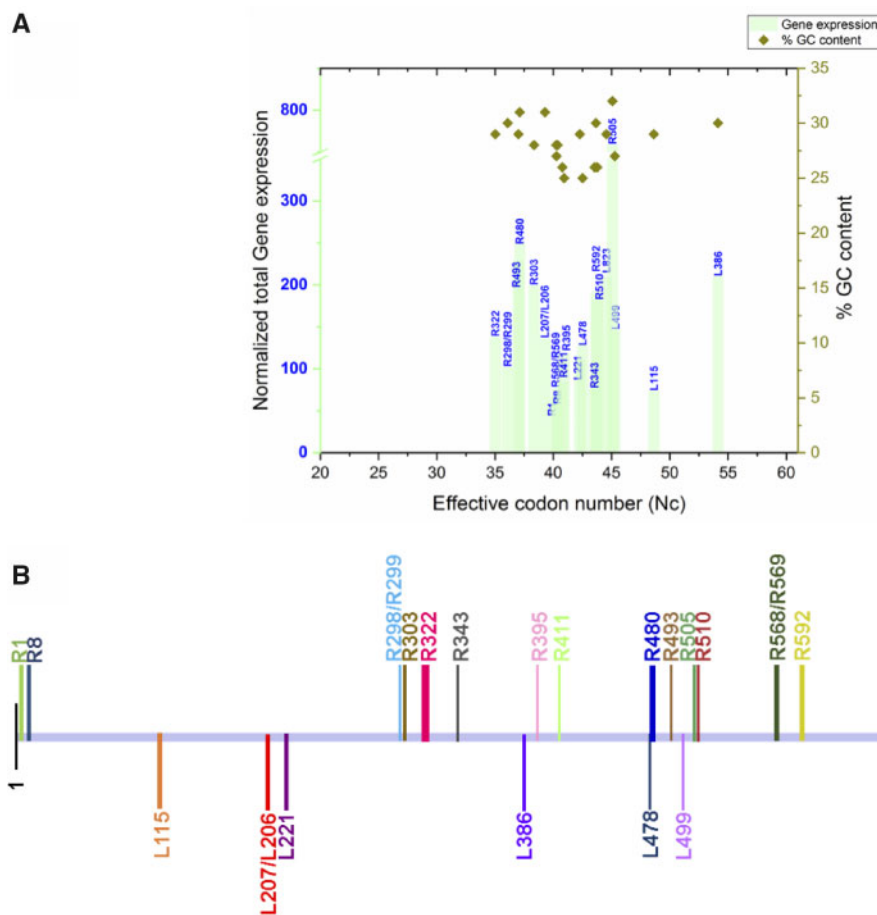 A
Gene expression
% GC content
Normalized total Gene expression
800
300
200
100
0
35
30
25
20
15
10
5
0
% GC content
R505
R480
R493
R303
R592
L823
R510
L386
R322
R298/R299
L207/L206
R568/R569
R411
R395
L478
L499
L221
R343
L115
R1
20 25 30 35 40 45 50 55 60
Effective codon number (Nc)
B
R1
R8
R298/R299
R303
R322
R343
R395
R411
R480
R493
R505
R510
R568/R569
R592
1
L115
L207/L206
L221
L386
L478
L499